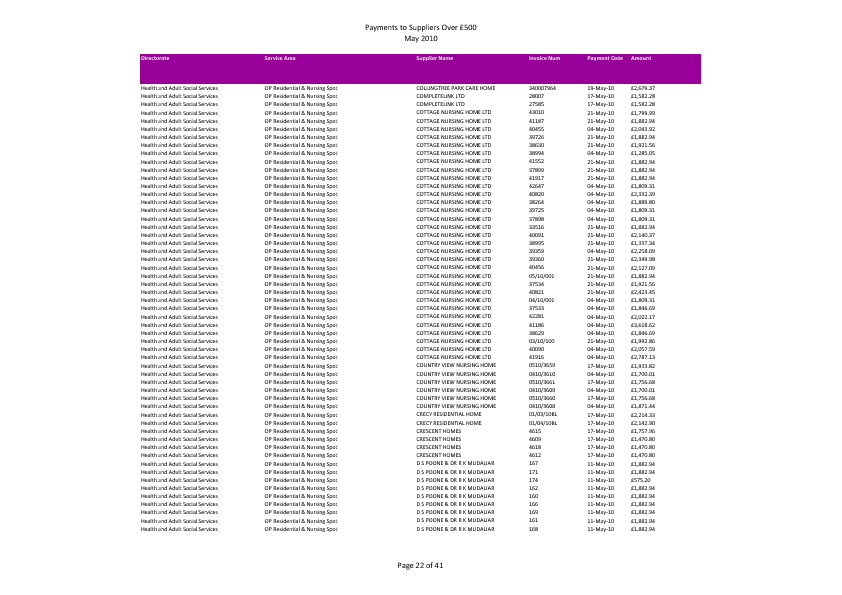 Payments to Suppliers Over £500
May 2010
Directorate Service Area Supplier Name Invoice Num Payment Date Amount
Health and Adult Social Services OP Residential & Nursing Spot COLLINGTREE PARK CARE HOME 340007964 19-May-10 £2,679.37
Health and Adult Social Services OP Residential & Nursing Spot COMPLETELINK LTD 28007 17-May-10 £1,582.28
Health and Adult Social Services OP Residential & Nursing Spot COMPLETELINK LTD 27585 17-May-10 £1,582.28
Health and Adult Social Services OP Residential & Nursing Spot COTTAGE NURSING HOME LTD 43010 21-May-10 £1,799.99
Health and Adult Social Services OP Residential & Nursing Spot COTTAGE NURSING HOME LTD 41187 21-May-10 £1,882.94
Health and Adult Social Services OP Residential & Nursing Spot COTTAGE NURSING HOME LTD 40455 04-May-10 £2,043.92
Health and Adult Social Services OP Residential & Nursing Spot COTTAGE NURSING HOME LTD 39726 21-May-10 £1,882.94
Health and Adult Social Services OP Residential & Nursing Spot COTTAGE NURSING HOME LTD 38630 21-May-10 £1,921.56
Health and Adult Social Services OP Residential & Nursing Spot COTTAGE NURSING HOME LTD 38994 04-May-10 £1,285.05
Health and Adult Social Services OP Residential & Nursing Spot COTTAGE NURSING HOME LTD 41552 21-May-10 £1,882.94
Health and Adult Social Services OP Residential & Nursing Spot COTTAGE NURSING HOME LTD 37899 21-May-10 £1,882.94
Health and Adult Social Services OP Residential & Nursing Spot COTTAGE NURSING HOME LTD 41917 21-May-10 £1,882.94
Health and Adult Social Services OP Residential & Nursing Spot COTTAGE NURSING HOME LTD 42647 04-May-10 £1,809.31
Health and Adult Social Services OP Residential & Nursing Spot COTTAGE NURSING HOME LTD 40820 04-May-10 £2,332.39
Health and Adult Social Services OP Residential & Nursing Spot COTTAGE NURSING HOME LTD 38264 04-May-10 £1,889.80
Health and Adult Social Services OP Residential & Nursing Spot COTTAGE NURSING HOME LTD 39725 04-May-10 £1,809.31
Health and Adult Social Services OP Residential & Nursing Spot COTTAGE NURSING HOME LTD 37898 04-May-10 £1,809.31
Health and Adult Social Services OP Residential & Nursing Spot COTTAGE NURSING HOME LTD 33516 21-May-10 £1,882.94
Health and Adult Social Services OP Residential & Nursing Spot COTTAGE NURSING HOME LTD 40091 21-May-10 £2,140.37
Health and Adult Social Services OP Residential & Nursing Spot COTTAGE NURSING HOME LTD 38995 21-May-10 £1,337.34
Health and Adult Social Services OP Residential & Nursing Spot COTTAGE NURSING HOME LTD 39359 04-May-10 £2,258.09
Health and Adult Social Services OP Residential & Nursing Spot COTTAGE NURSING HOME LTD 39360 21-May-10 £2,349.98
Health and Adult Social Services OP Residential & Nursing Spot COTTAGE NURSING HOME LTD 40456 21-May-10 £2,127.09
Health and Adult Social Services OP Residential & Nursing Spot COTTAGE NURSING HOME LTD 05/10/001 21-May-10 £1,882.94
Health and Adult Social Services OP Residential & Nursing Spot COTTAGE NURSING HOME LTD 37534 21-May-10 £1,921.56
Health and Adult Social Services OP Residential & Nursing Spot COTTAGE NURSING HOME LTD 40821 21-May-10 £2,423.45
Health and Adult Social Services OP Residential & Nursing Spot COTTAGE NURSING HOME LTD 04/10/001 04-May-10 £1,809.31
Health and Adult Social Services OP Residential & Nursing Spot COTTAGE NURSING HOME LTD 37533 04-May-10 £1,846.69
Health and Adult Social Services OP Residential & Nursing Spot COTTAGE NURSING HOME LTD 42281 04-May-10 £2,022.17
Health and Adult Social Services OP Residential & Nursing Spot COTTAGE NURSING HOME LTD 41186 04-May-10 £3,618.62
Health and Adult Social Services OP Residential & Nursing Spot COTTAGE NURSING HOME LTD 38629 04-May-10 £1,846.69
Health and Adult Social Services OP Residential & Nursing Spot COTTAGE NURSING HOME LTD 03/10/100 21-May-10 £1,992.86
Health and Adult Social Services OP Residential & Nursing Spot COTTAGE NURSING HOME LTD 40090 04-May-10 £2,057.59
Health and Adult Social Services OP Residential & Nursing Spot COTTAGE NURSING HOME LTD 41916 04-May-10 £2,787.13
Health and Adult Social Services OP Residential & Nursing Spot COUNTRY VIEW NURSING HOME 0510/3659 17-May-10 £1,933.82
Health and Adult Social Services OP Residential & Nursing Spot COUNTRY VIEW NURSING HOME 0410/3610 04-May-10 £1,700.01
Health and Adult Social Services OP Residential & Nursing Spot COUNTRY VIEW NURSING HOME 0510/3661 17-May-10 £1,756.68
Health and Adult Social Services OP Residential & Nursing Spot COUNTRY VIEW NURSING HOME 0410/3609 04-May-10 £1,700.01
Health and Adult Social Services OP Residential & Nursing Spot COUNTRY VIEW NURSING HOME 0510/3660 17-May-10 £1,756.68
Health and Adult Social Services OP Residential & Nursing Spot COUNTRY VIEW NURSING HOME 0410/3608 04-May-10 £1,871.44
Health and Adult Social Services OP Residential & Nursing Spot CRECY RESIDENTIAL HOME 01/03/10BL 17-May-10 £2,214.33
Health and Adult Social Services OP Residential & Nursing Spot CRECY RESIDENTIAL HOME 01/04/10BL 17-May-10 £2,142.90
Health and Adult Social Services OP Residential & Nursing Spot CRESCENT HOMES 4615 17-May-10 £1,757.96
Health and Adult Social Services OP Residential & Nursing Spot CRESCENT HOMES 4609 17-May-10 £1,470.80
Health and Adult Social Services OP Residential & Nursing Spot CRESCENT HOMES 4618 17-May-10 £1,470.80
Health and Adult Social Services OP Residential & Nursing Spot CRESCENT HOMES 4612 17-May-10 £1,470.80
Health and Adult Social Services OP Residential & Nursing Spot D S POONE & DR R K MUDALIAR 167 11-May-10 £1,882.94
Health and Adult Social Services OP Residential & Nursing Spot D S POONE & DR R K MUDALIAR 171 11-May-10 £1,882.94
Health and Adult Social Services OP Residential & Nursing Spot D S POONE & DR R K MUDALIAR 174 11-May-10 £575.20
Health and Adult Social Services OP Residential & Nursing Spot D S POONE & DR R K MUDALIAR 162 11-May-10 £1,882.94
Health and Adult Social Services OP Residential & Nursing Spot D S POONE & DR R K MUDALIAR 160 11-May-10 £1,882.94
Health and Adult Social Services OP Residential & Nursing Spot D S POONE & DR R K MUDALIAR 166 11-May-10 £1,882.94
Health and Adult Social Services OP Residential & Nursing Spot D S POONE & DR R K MUDALIAR 169 11-May-10 £1,882.94
Health and Adult Social Services OP Residential & Nursing Spot D S POONE & DR R K MUDALIAR 161 11-May-10 £1,882.94
Health and Adult Social Services OP Residential & Nursing Spot D S POONE & DR R K MUDALIAR 168 11-May-10 £1,882.94
Page 22 of 41